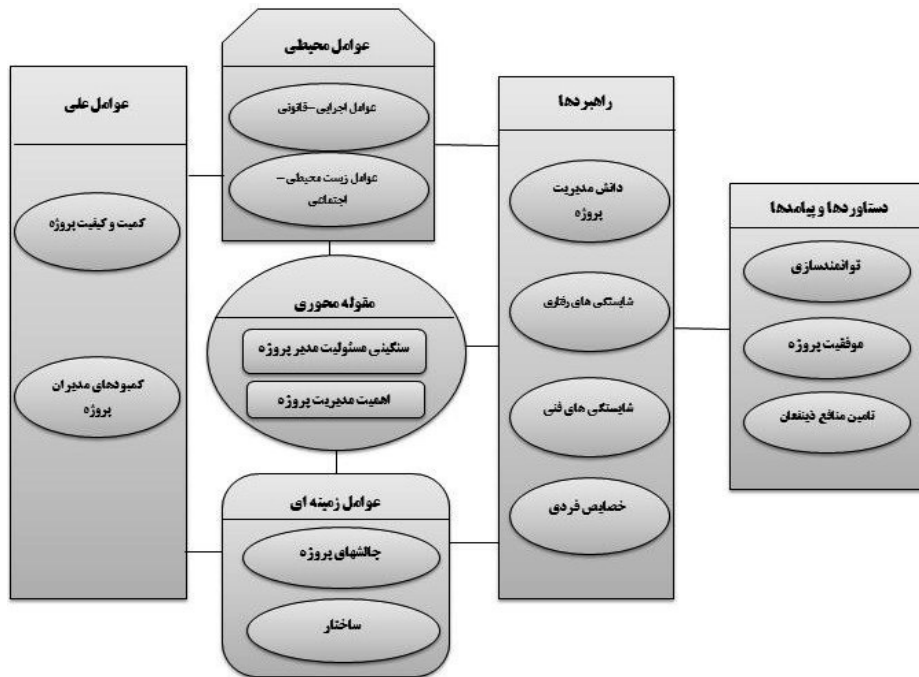 عوامل محیطی
عوامل اجرایی – قانونی
عوامل زیست محیطی –
اجتماعی
عوامل علی
کمیت و کیفیت پروژه
کمبودهای مدیران
پروژه
مقوله محوری
سنگینی مسئولیت مدیر پروژه
اهمیت مدیریت پروژه
عوامل زمینه ای
چالشهای پروژه
ساختار
راهبردها
دانش مدیریت
پروژه
شایستگی های رفتاری
شایستگی های فنی
خصایص فردی
دستاوردها و پیامدها
توانمندسازی
موفقیت پروژه
تامین منافع ذینفعان